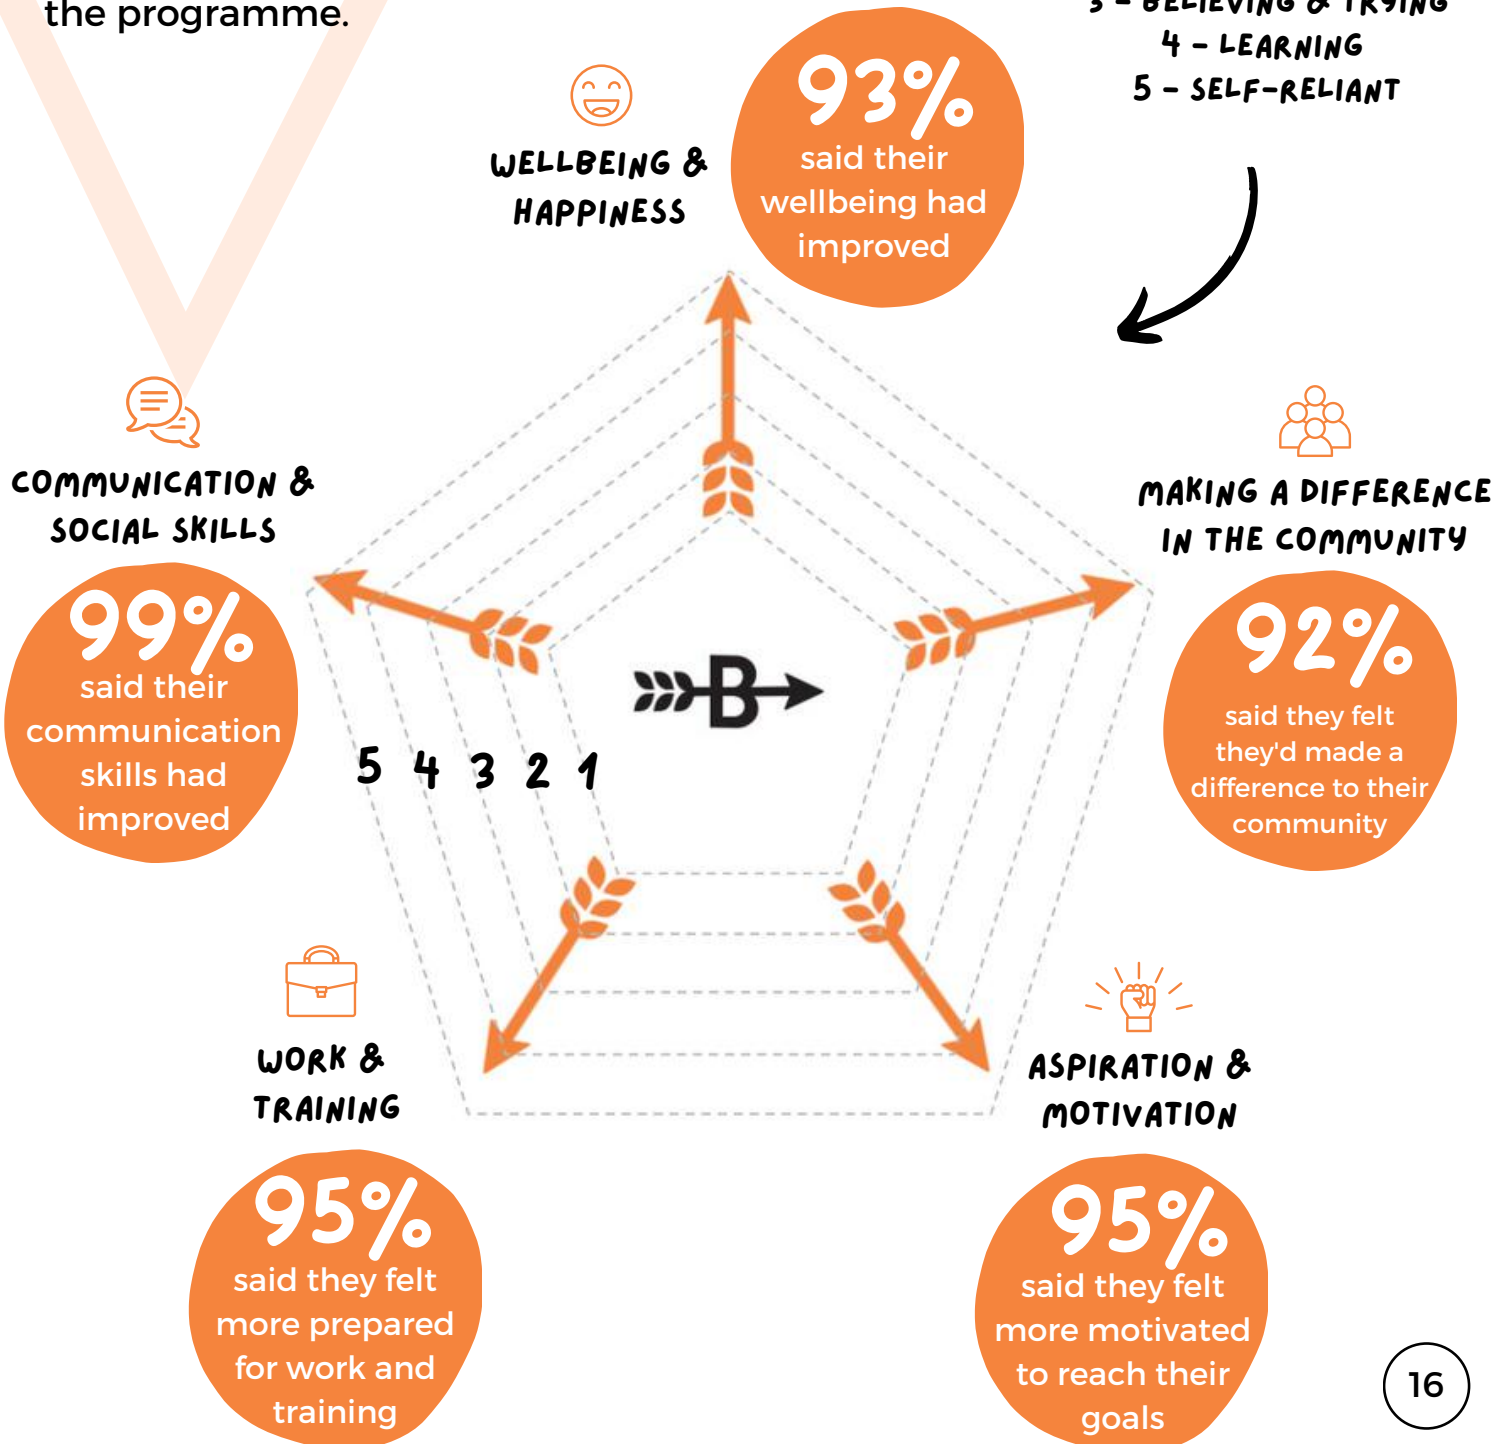 the programme.
3 - BELIEVING & TRYING
4 - LEARNING
5 - SELF-RELIANT
93%
said their
wellbeing had
improved
WELLBEING &
HAPPINESS
COMMUNICATION &
SOCIAL SKILLS
99%
said their
communication
skills had
improved
MAKING A DIFFERENCE
IN THE COMMUNITY
92%
said they felt
they'd made a
difference to their
community
B
5 4 3 2 1
WORK &
TRAINING
95%
said they felt
more prepared
for work and
training
ASPIRATION &
MOTIVATION
95%
said they felt
more motivated
to reach their
goals
16